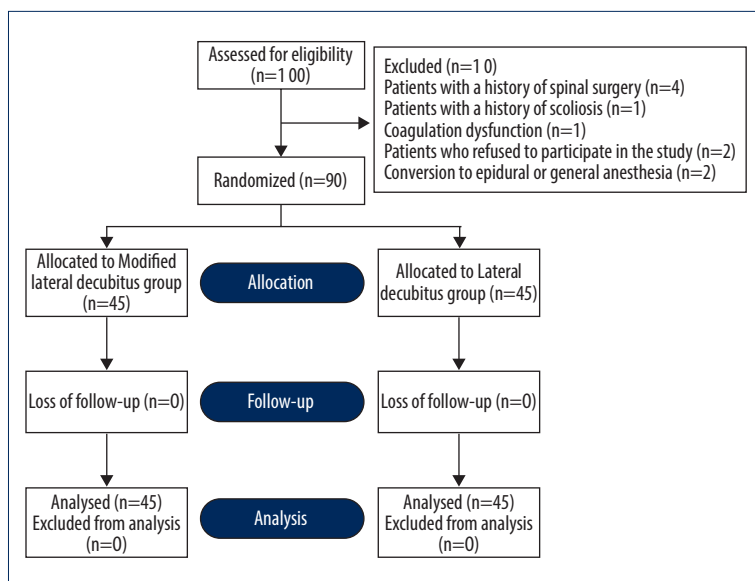 Assessed for eligibility
(n=1 00)
Excluded (n=1 0)
Patients with a history of spinal surgery (n=4)
Patients with a history of scoliosis (n=1)
Coagulation dysfunction (n=1)
Patients who refused to participate in the study (n=2)
Conversion to epidural or general anesthesia (n=2)
Randomized (n=90)
Allocated to Modified
lateral decubitus group
(n=45)
Allocation
Allocated to Lateral
decubitus group (n=45)
Loss of follow-up (n=0)
Follow-up
Loss of follow-up (n=0)
Analysed (n=45)
Excluded from analysis
(n=0)
Analysis
Analysed (n=45)
Excluded from analysis
(n=0)